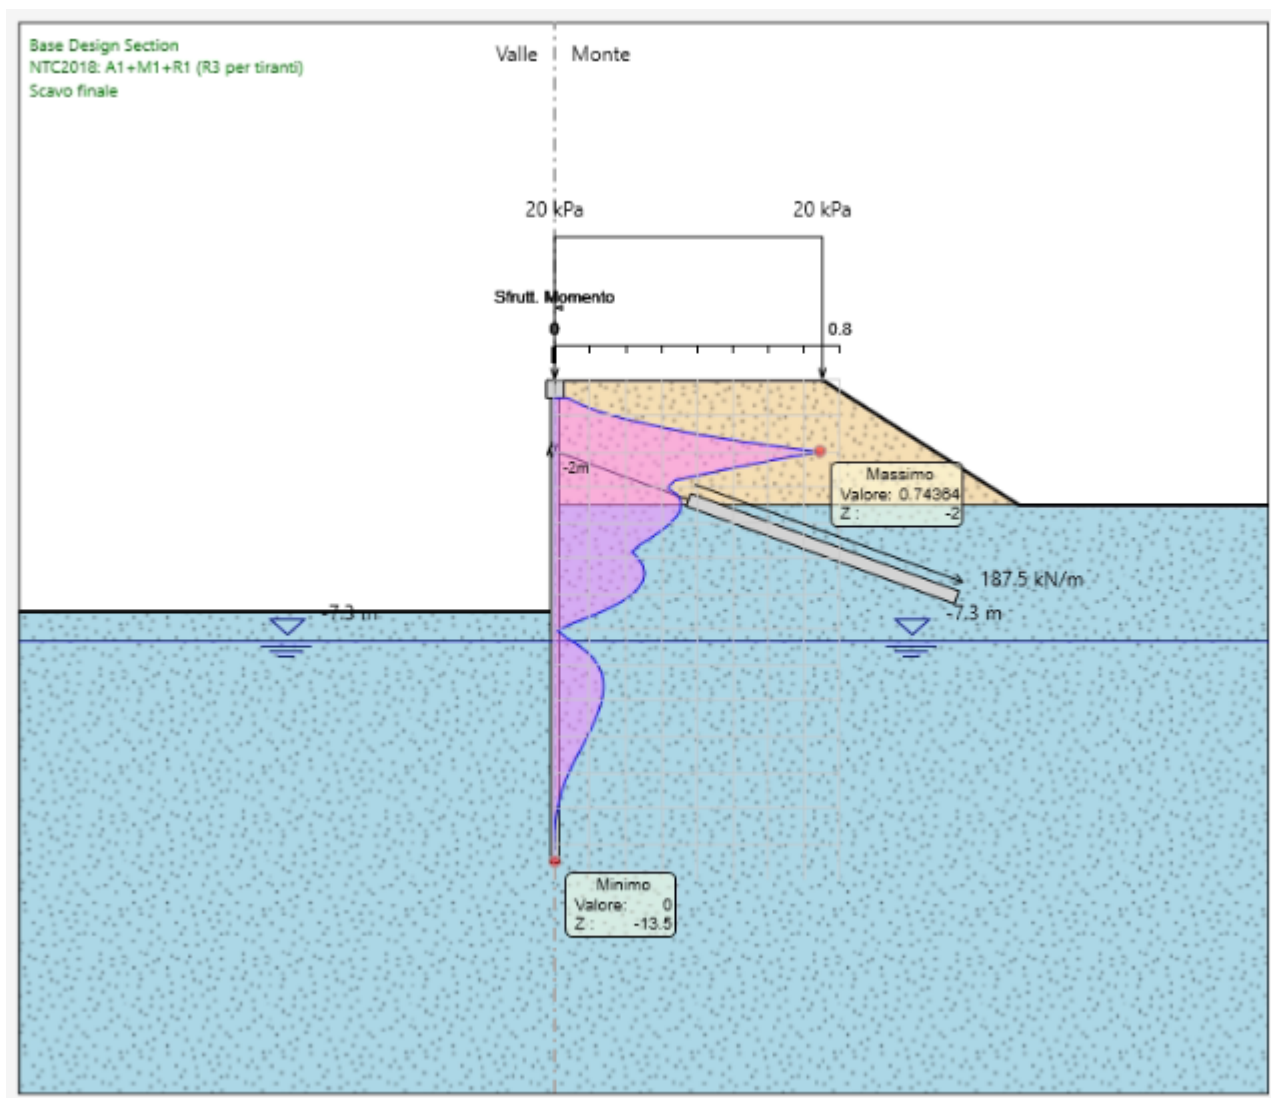 Base Design Section
NTC2018: A1+M1+R1 (R3 per tiranti)
Scavo finale
Valle
Monte
20 kPa
20 kPa
Sfrutt. Momento
0
0.8
-2m
Massimo
Valore: 0.74364
Z : -2
187.5 kN/m
-7.3 m
-7.3 m
Minimo
Valore: 0
Z : -13.5